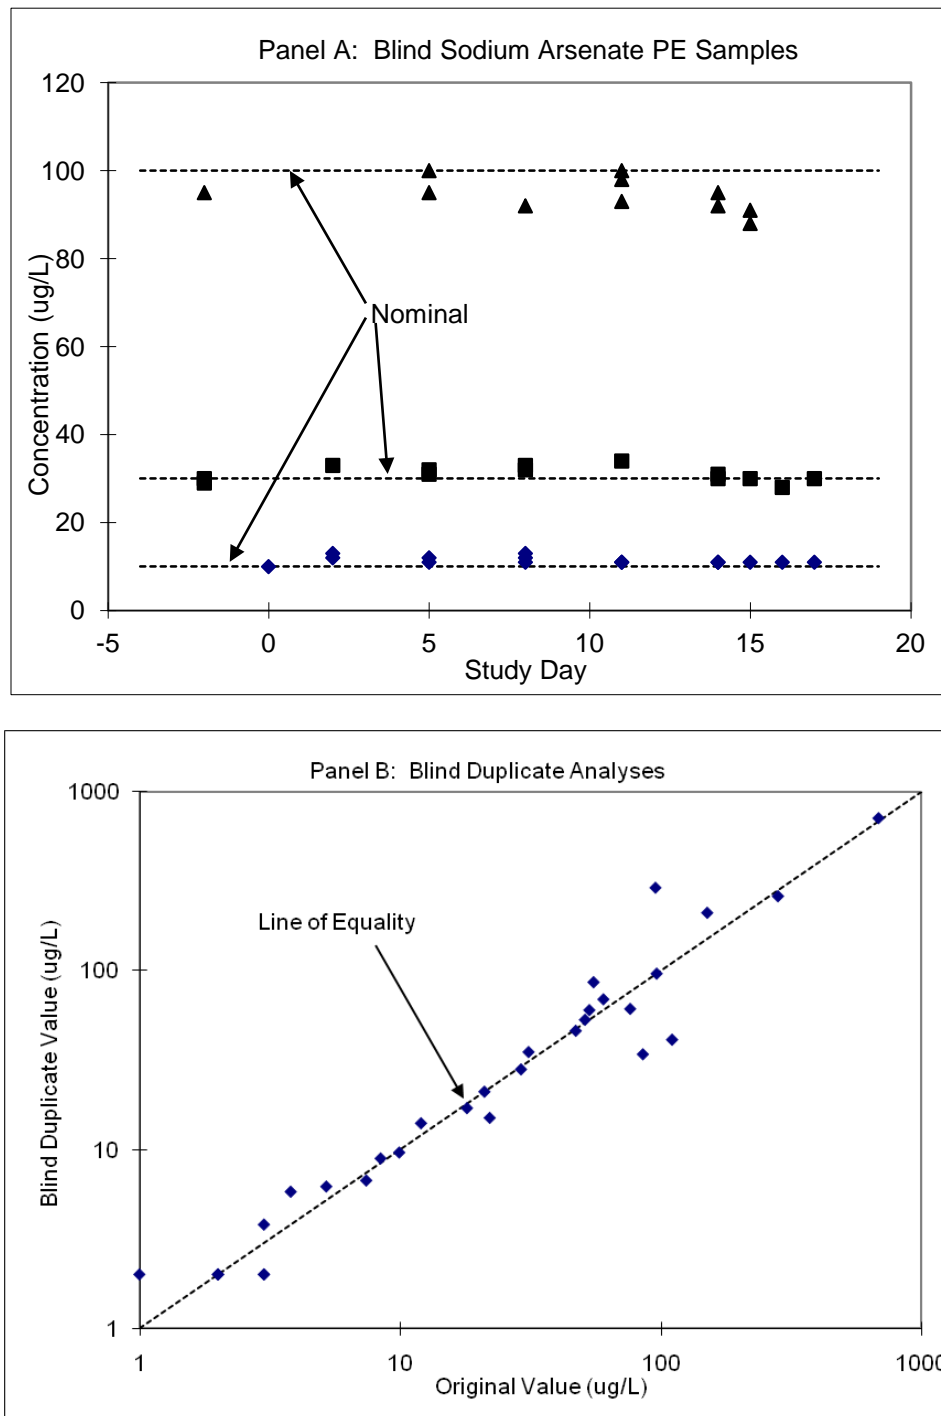 Panel A:  Blind Sodium Arsenate PE Samples
120
100
80
60
40
20
0
Concentration (ug/L)
Nominal
-5 0 5 10 15 20
Study Day
Panel B:  Blind Duplicate Analyses
1000
100
10
1
Blind Duplicate Value (ug/L)
Line of Equality
1 10 100 1000
Original Value (ug/L)